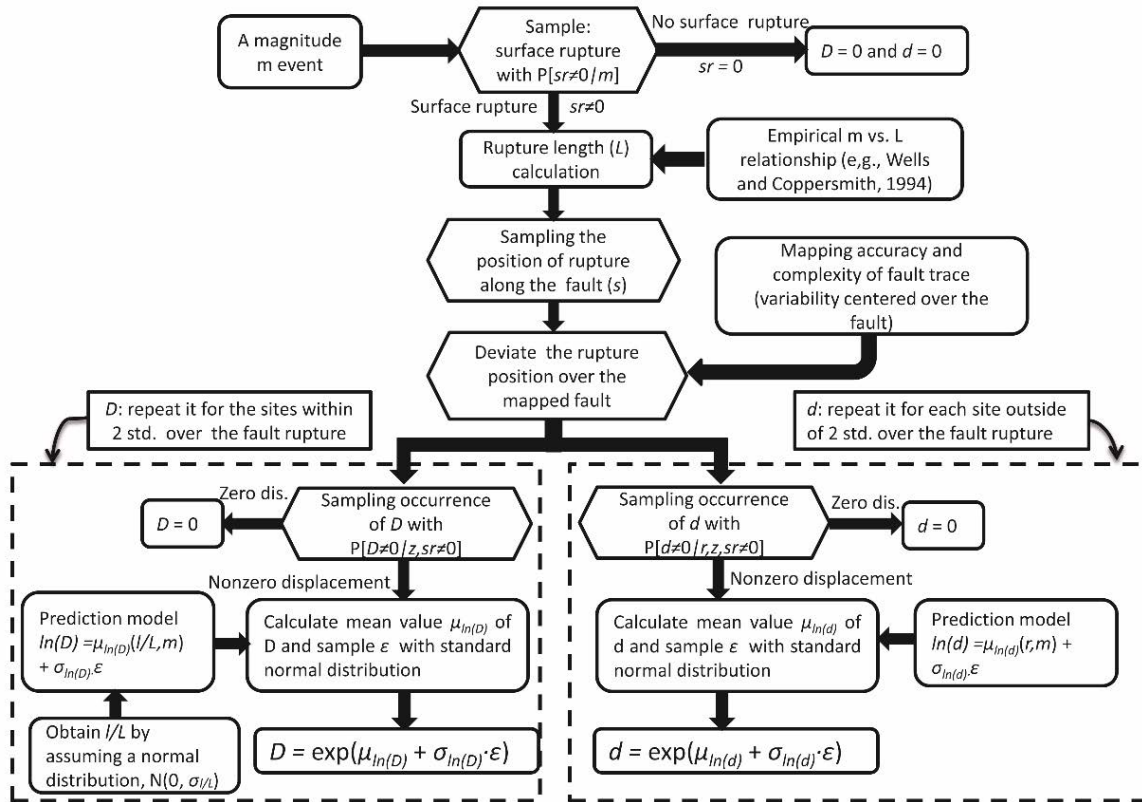 A magnitude
m event
Sample:
surface rupture
with P[sr≠0/m]
No surface rupture
sr = 0
D = 0 and d = 0
Surface rupture
sr≠0
Rupture length (L)
calculation
Empirical m vs. L
relationship (e,g., Wells
and Coppersmith, 1994)
Sampling the
position of rupture
along the fault (s)
Mapping accuracy and
complexity of fault trace
(variability centered over the
fault)
Deviate the rupture
position over the
mapped fault
D: repeat it for the sites within
2 std. over the fault rupture
d: repeat it for each site outside
of 2 std. over the fault rupture
Zero dis.
D = 0
Sampling occurrence
of D with
P[D≠0/z,sr≠0]
Sampling occurrence
of d with
P[d≠0/r,z,sr≠0]
Zero dis.
d = 0
Nonzero displacement
Nonzero displacement
Prediction model
ln(D) =μln(D)(l/L,m)
+ σln(D).ε
Calculate mean value μln(D) of
D and sample ε with standard
normal distribution
Calculate mean value μln(d) of
d and sample ε with standard
normal distribution
Prediction model
ln(d) =μln(d)(r,m) +
σln(d).ε
Obtain l/L by
assuming a normal
distribution, N(0, σl/L)
D = exp(μln(D) + σln(D)·ε)
d = exp(μln(d) + σln(d)·ε)